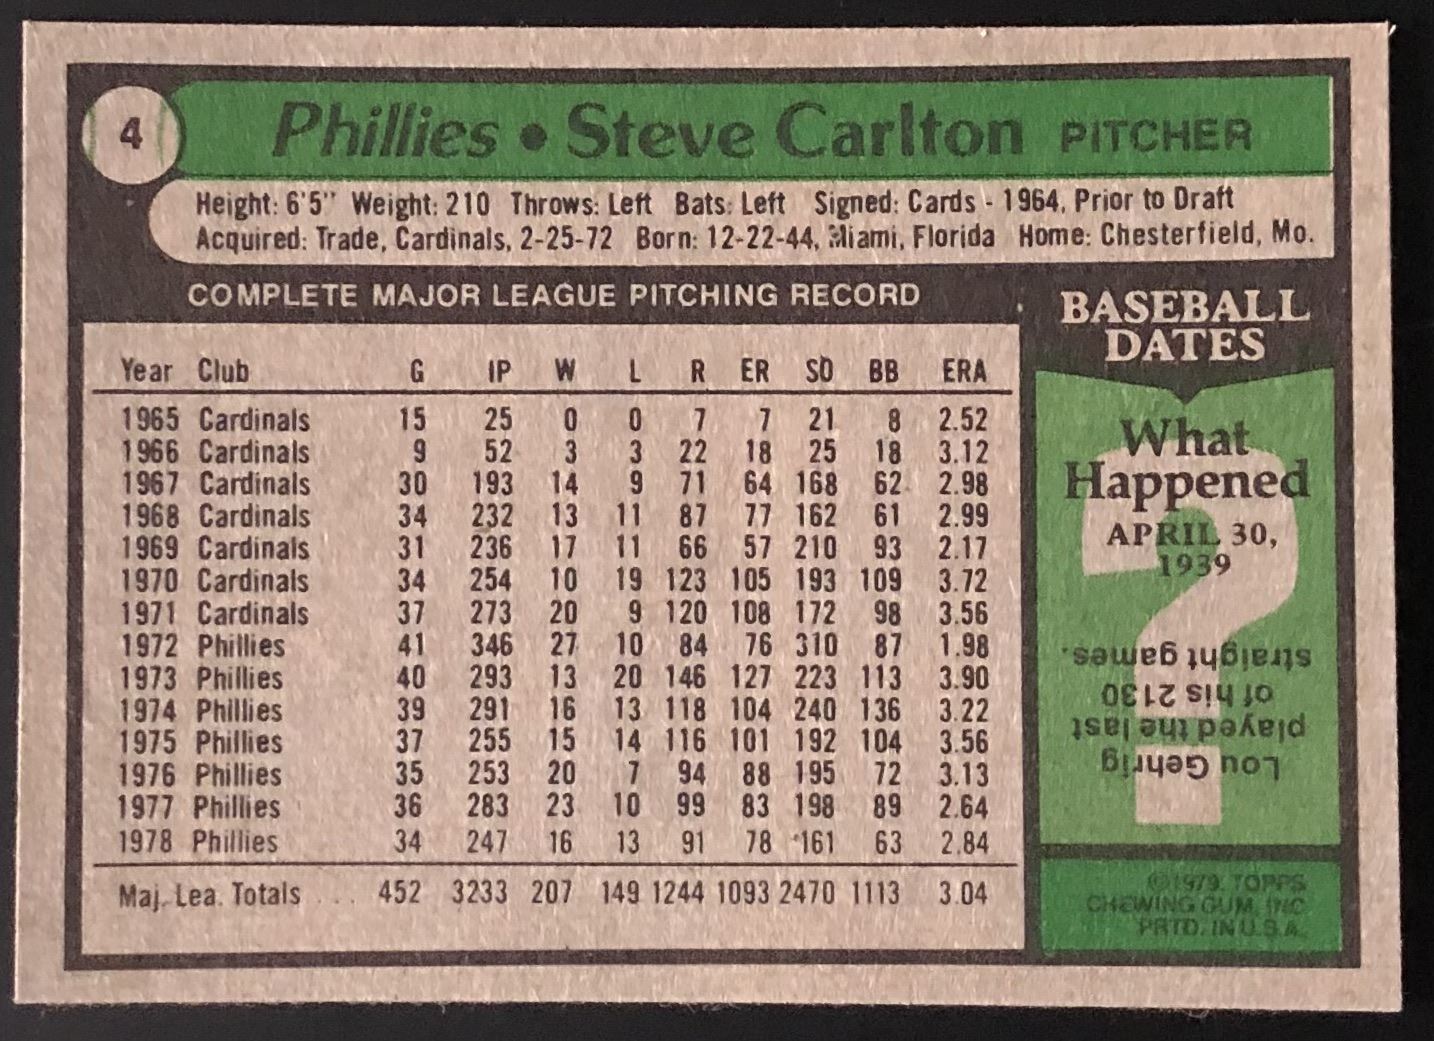 4
Phillies • Steve Carlton PITCHER
Height: 6'5" Weight: 210 Throws: Left Bats: Left Signed: Cards - 1964, Prior to Draft
Acquired: Trade, Cardinals, 2-25-72 Born: 12-22-44, Miami, Florida Home: Chesterfield, Mo.
COMPLETE MAJOR LEAGUE PITCHING RECORD
Year Club G IP W L R ER SO BB ERA
1965 Cardinals 15 25 0 0 7 7 21 8 2.52
1966 Cardinals 9 52 3 3 22 18 25 18 3.12
1967 Cardinals 30 193 14 9 71 64 168 62 2.98
1968 Cardinals 34 232 13 11 87 77 162 61 2.99
1969 Cardinals 31 236 17 11 66 57 210 93 2.17
1970 Cardinals 34 254 10 19 123 105 193 109 3.72
1971 Cardinals 37 273 20 9 120 108 172 98 3.56
1972 Phillies 41 346 27 10 84 76 310 87 1.98
1973 Phillies 40 293 13 20 146 127 223 113 3.90
1974 Phillies 39 291 16 13 118 104 240 136 3.22
1975 Phillies 37 255 15 14 116 101 192 104 3.56
1976 Phillies 35 253 20 7 94 88 195 72 3.13
1977 Phillies 36 283 23 10 99 83 198 89 2.64
1978 Phillies 34 247 16 13 91 78 161 63 2.84
Maj. Lea. Totals ... 452 3233 207 149 1244 1093 2470 1113 3.04
BASEBALL
DATES
What
Happened
APRIL 30,
1939
?
Lou Gehrig
played the last
of his 2130
straight games.
©1979 TOPPS
CHEWING GUM, INC.
PRTD. IN U.S.A.